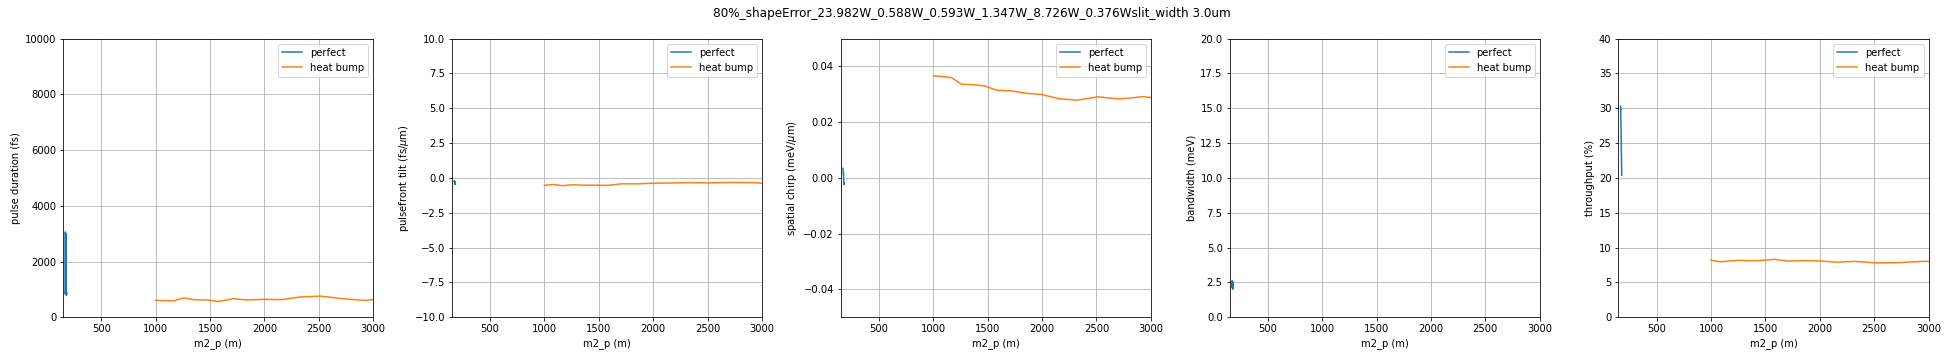 80%_shapeError_23.982W_0.588W_0.593W_1.347W_8.726W_0.376Wslit_width 3.0um
pulse duration (fs)
10000
8000
6000
4000
2000
0
500 1000 1500 2000 2500 3000
m2_p (m)
perfect
heat bump
pulsefront tilt (fs/μm)
10.0
7.5
5.0
2.5
0.0
−2.5
−5.0
−7.5
−10.0
500 1000 1500 2000 2500 3000
m2_p (m)
perfect
heat bump
spatial chirp (meV/μm)
0.04
0.02
0.00
−0.02
−0.04
500 1000 1500 2000 2500 3000
m2_p (m)
perfect
heat bump
bandwidth (meV)
20.0
17.5
15.0
12.5
10.0
7.5
5.0
2.5
0.0
500 1000 1500 2000 2500 3000
m2_p (m)
perfect
heat bump
throughput (%)
40
35
30
25
20
15
10
5
0
500 1000 1500 2000 2500 3000
m2_p (m)
perfect
heat bump